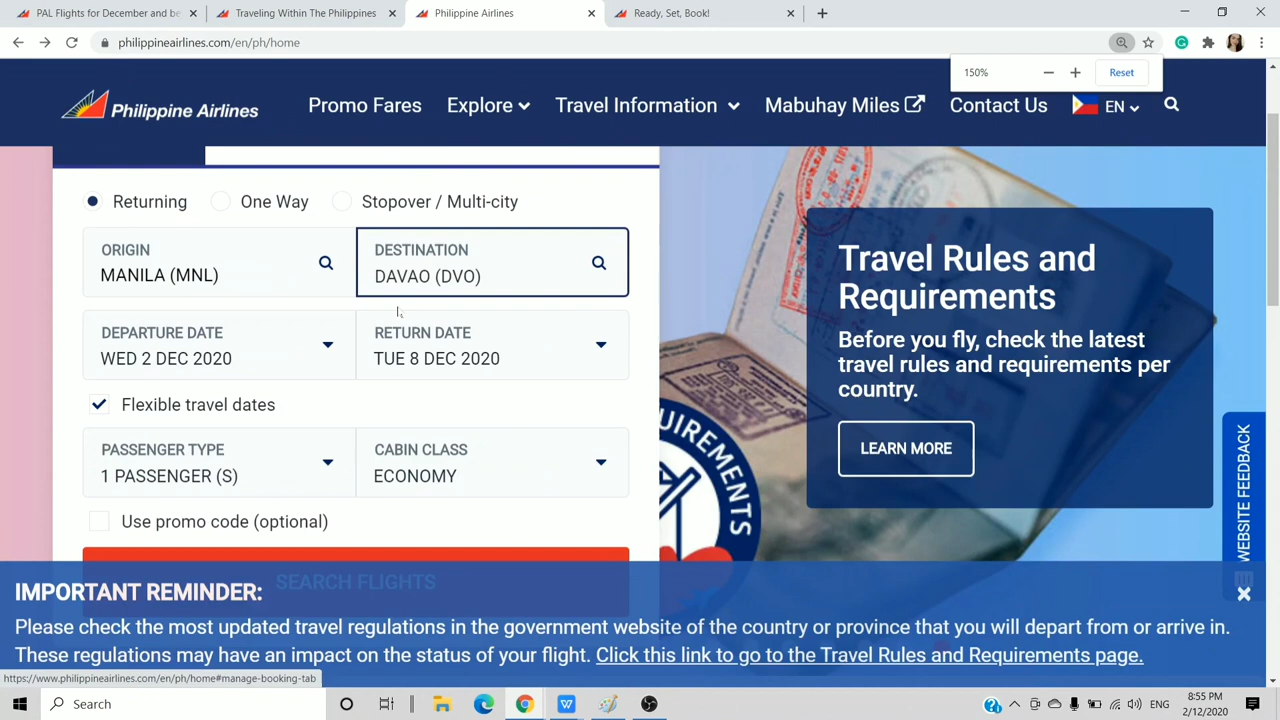 PAL Flights for December and be
Traveling Within The Philippines
Philippine Airlines
Ready, Set, Book!
philippineairlines.com/en/ph/home
150%
Reset
Philippine Airlines
Promo Fares
Explore
Travel Information
Mabuhay Miles
Contact Us
EN
Returning
One Way
Stopover / Multi-city
ORIGIN
MANILA (MNL)
DESTINATION
DAVAO (DVO)
DEPARTURE DATE
WED 2 DEC 2020
RETURN DATE
TUE 8 DEC 2020
Flexible travel dates
PASSENGER TYPE
1 PASSENGER (S)
CABIN CLASS
ECONOMY
Use promo code (optional)
SEARCH FLIGHTS
Travel Rules and
Requirements
Before you fly, check the latest
travel rules and requirements per
country.
LEARN MORE
UIREMENTS
WEBSITE FEEDBACK
IMPORTANT REMINDER:
Please check the most updated travel regulations in the government website of the country or province that you will depart from or arrive in.
These regulations may have an impact on the status of your flight. Click this link to go to the Travel Rules and Requirements page.
https://www.philippineairlines.com/en/ph/home#manage-booking-tab
Search
ENG
8:55 PM
2/12/2020